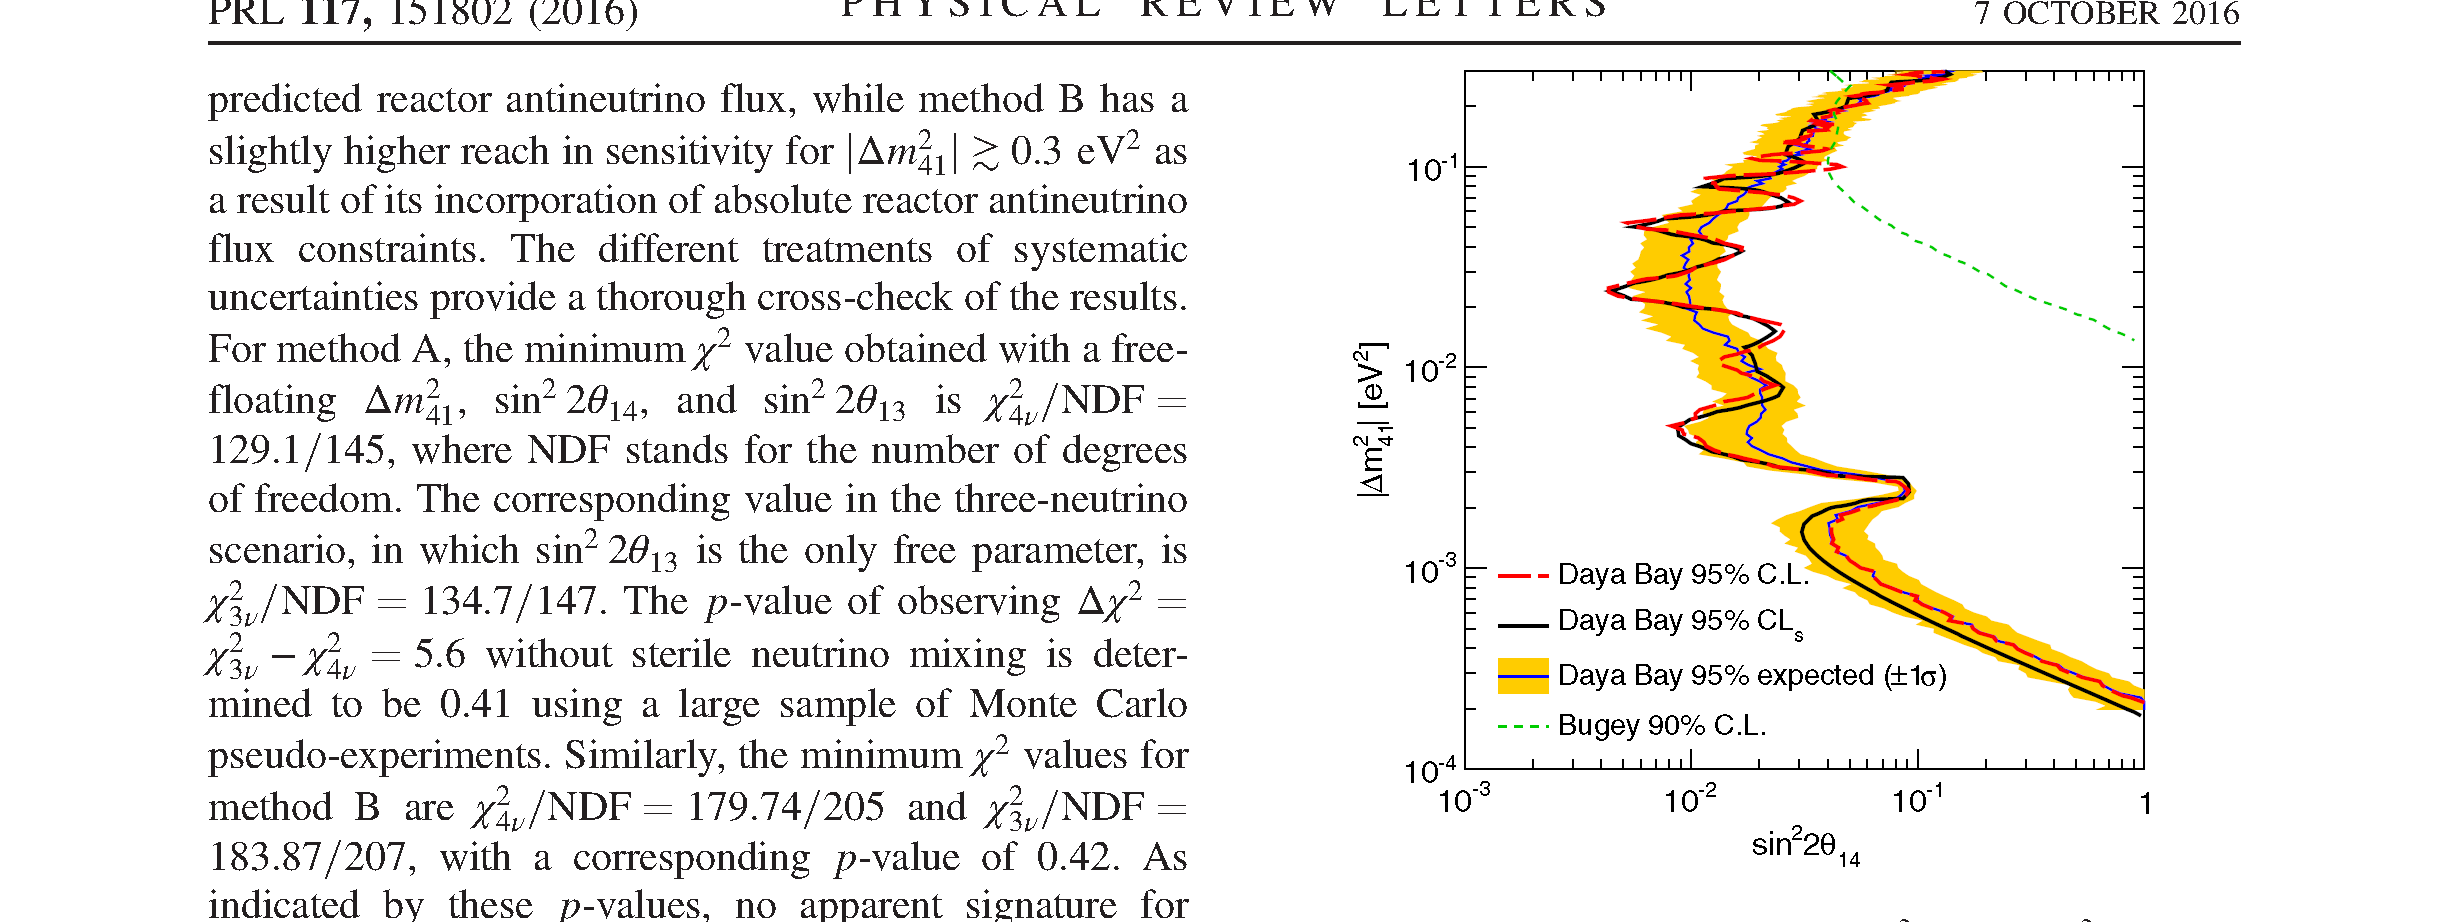 PRL 117, 151802 (2016) PHYSICAL REVIEW LETTERS 7 OCTOBER 2016
predicted reactor antineutrino flux, while method B has a
slightly higher reach in sensitivity for |Δm²₄₁| ≳ 0.3 eV² as
a result of its incorporation of absolute reactor antineutrino
flux constraints. The different treatments of systematic
uncertainties provide a thorough cross-check of the results.
For method A, the minimum χ² value obtained with a free-
floating Δm²₄₁, sin² 2θ₁₄, and sin² 2θ₁₃ is χ²₄ν/NDF =
129.1/145, where NDF stands for the number of degrees
of freedom. The corresponding value in the three-neutrino
scenario, in which sin² 2θ₁₃ is the only free parameter, is
χ²₃ν/NDF = 134.7/147. The p-value of observing Δχ² =
χ²₃ν − χ²₄ν = 5.6 without sterile neutrino mixing is deter-
mined to be 0.41 using a large sample of Monte Carlo
pseudo-experiments. Similarly, the minimum χ² values for
method B are χ²₄ν/NDF = 179.74/205 and χ²₃ν/NDF =
183.87/207, with a corresponding p-value of 0.42. As
indicated by these p-values, no apparent signature for
|Δm²₄₁| [eV²]
10⁻¹
10⁻²
10⁻³
10⁻⁴
Daya Bay 95% C.L.
Daya Bay 95% CLₛ
Daya Bay 95% expected (±1σ)
Bugey 90% C.L.
10⁻³ 10⁻² 10⁻¹ 1
sin²2θ₁₄